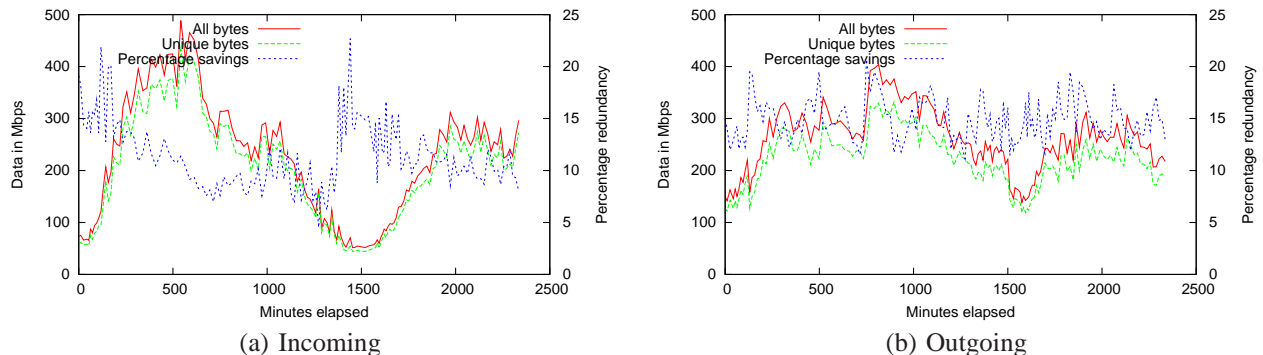 500
400
300
200
100
0
Data in Mbps
25
20
15
10
5
0
Percentage redundancy
All bytes
Unique bytes
Percentage savings
0 500 1000 1500 2000 2500
Minutes elapsed
(a) Incoming
500
400
300
200
100
0
Data in Mbps
25
20
15
10
5
0
Percentage redundancy
All bytes
Unique bytes
Percentage savings
0 500 1000 1500 2000 2500
Minutes elapsed
(b) Outgoing